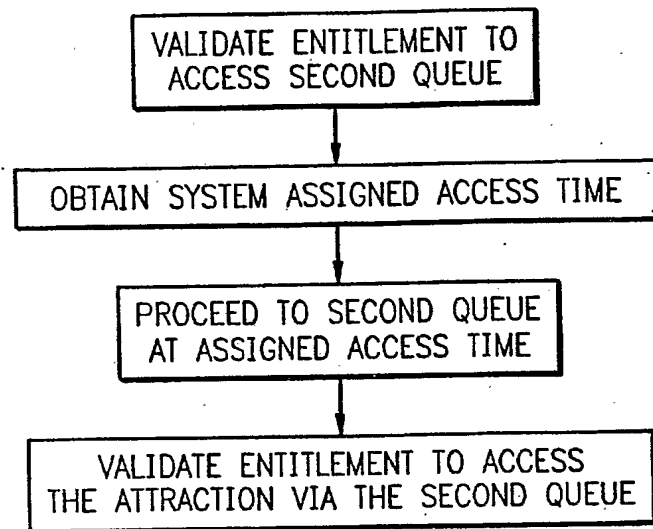 VALIDATE ENTITLEMENT TO
ACCESS SECOND QUEUE
OBTAIN SYSTEM ASSIGNED ACCESS TIME
PROCEED TO SECOND QUEUE
AT ASSIGNED ACCESS TIME
VALIDATE ENTITLEMENT TO ACCESS
THE ATTRACTION VIA THE SECOND QUEUE